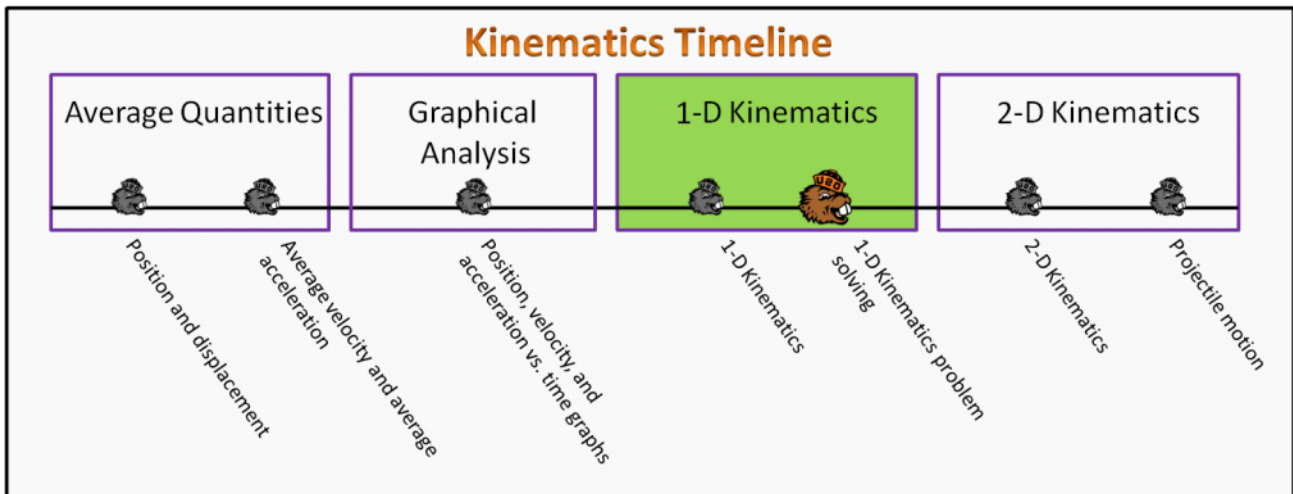 Kinematics Timeline
Average Quantities
Graphical
Analysis
1-D Kinematics
2-D Kinematics
Position and displacement
Average velocity and average
acceleration
Position, velocity, and
acceleration vs. time graphs
1-D Kinematics
1-D Kinematics problem
solving
2-D Kinematics
Projectile motion